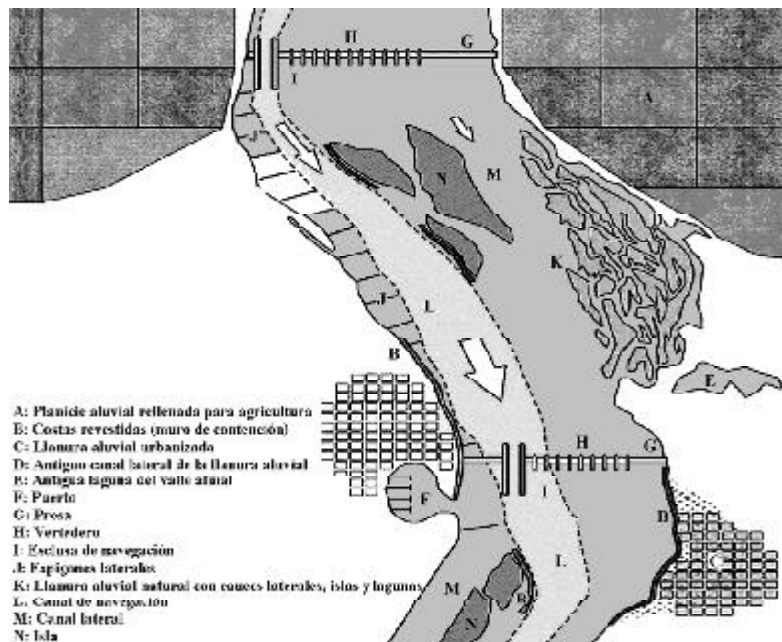 H
G
I
A
J
N
M
K
J
L
B
E
H
G
F
I
D
C
L
M
B
N
A: Planicie aluvial rellenada para agricultura
B: Costas revestidas (muro de contención)
C: Llanura aluvial urbanizada
D: Antiguo canal lateral de la llanura aluvial
E: Antigua laguna del valle aluvial
F: Puerto
G: Presa
H: Vertedero
I: Esclusa de navegación
J: Espigones laterales
K: Llanura aluvial natural con cauces laterales, islas y lagunas
L: Canal de navegación
M: Canal lateral
N: Isla